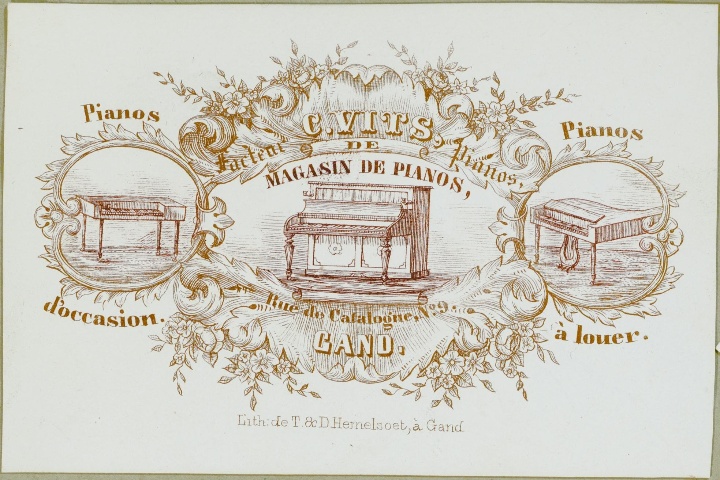 C. VITS,
Facteur DE Pianos,
MAGASIN DE PIANOS,
Rue de Catalogne, No. 9.
GAND.
Pianos
d'occasion.
Pianos
à louer.
Lith: de T. & D. Hemelsoet, à Gand